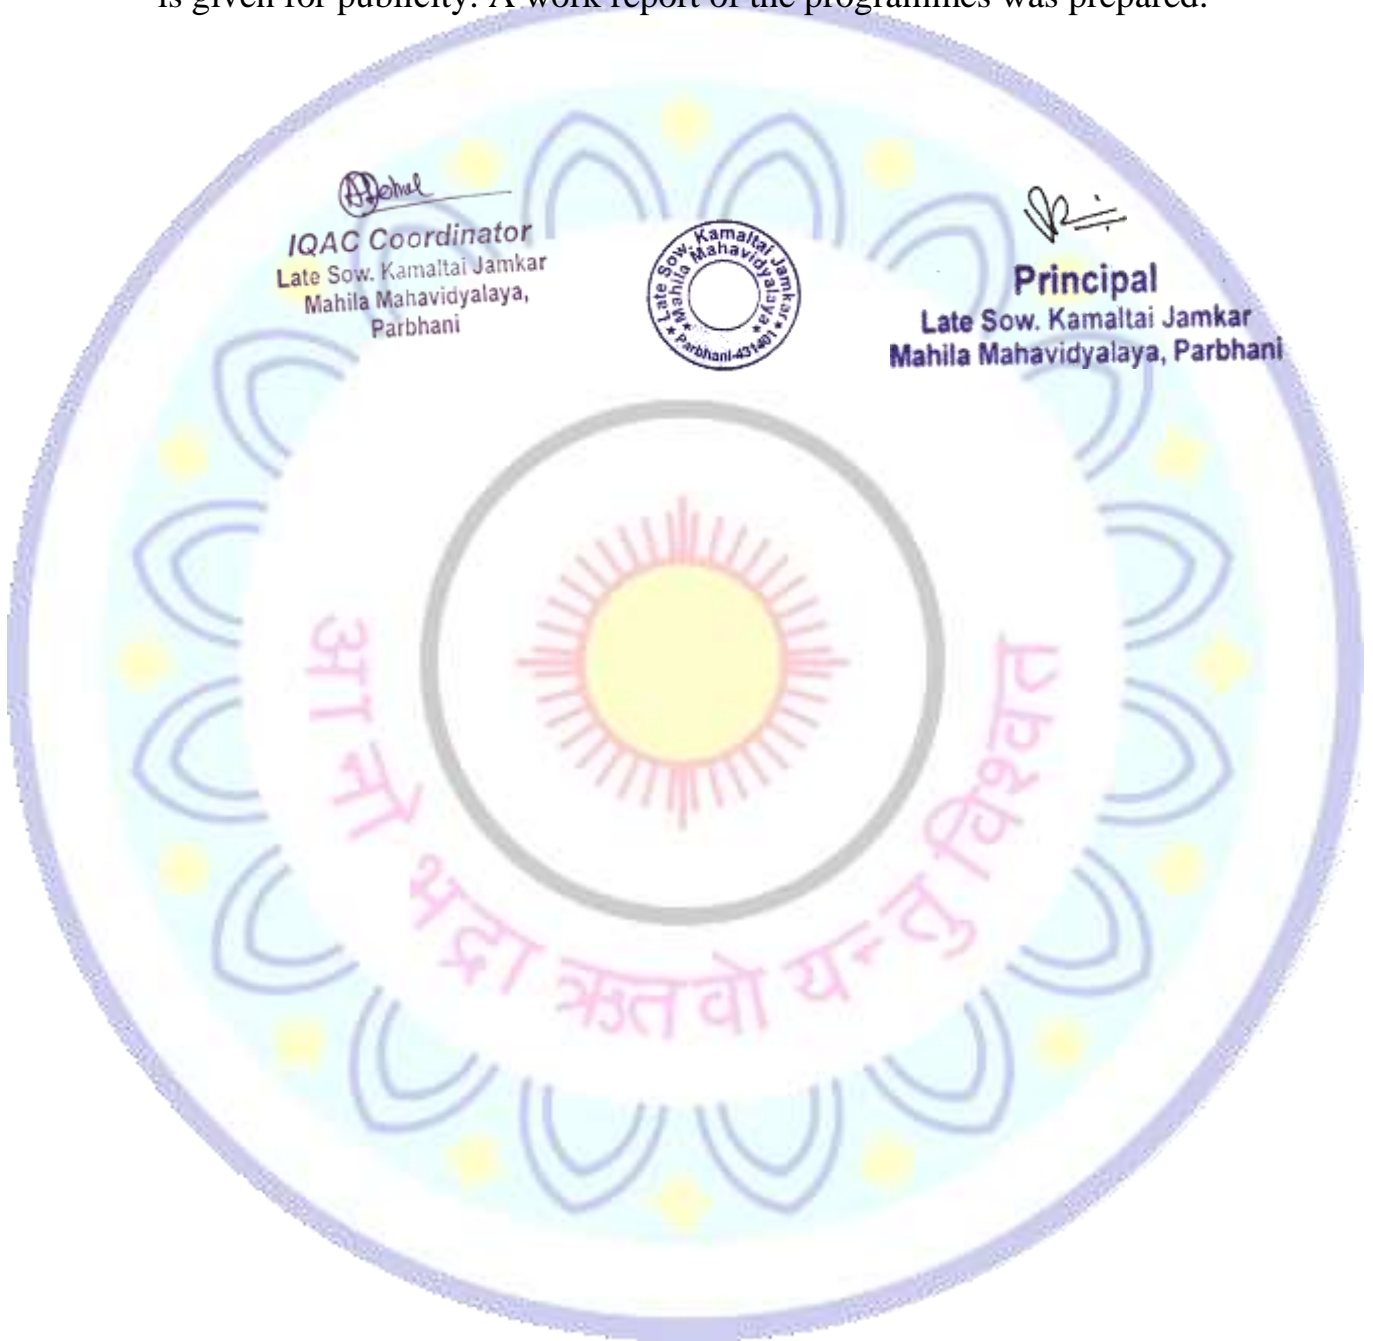 is given for publicity. A work report of the programmes was prepared.
IQAC Coordinator
Late Sow. Kamaltai Jamkar
Mahila Mahavidyalaya,
Parbhani
★ Late Sow. Kamaltai Jamkar ★
★ Mahila Mahavidyalaya ★
Parbhani-431401
Principal
Late Sow. Kamaltai Jamkar
Mahila Mahavidyalaya, Parbhani
आ नो भद्रा ऋतवो यन्तु विश्वत